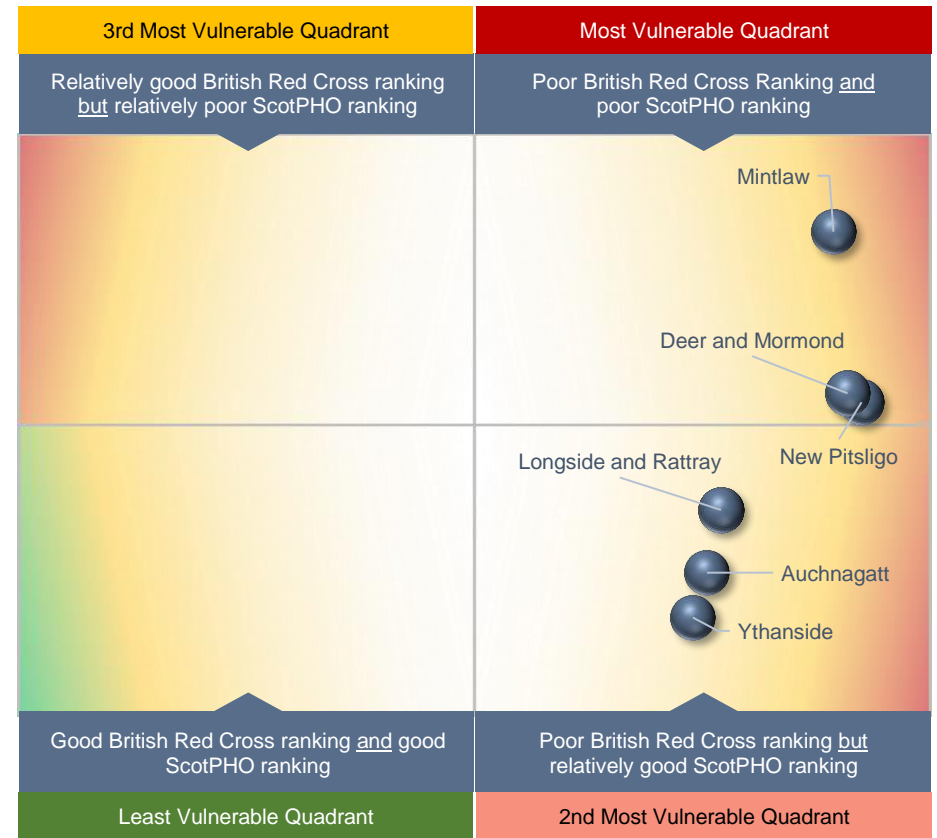 3rd Most Vulnerable Quadrant
Most Vulnerable Quadrant
Relatively good British Red Cross ranking
but relatively poor ScotPHO ranking
Poor British Red Cross Ranking and
poor ScotPHO ranking
Mintlaw
Deer and Mormond
New Pitsligo
Longside and Rattray
Auchnagatt
Ythanside
Good British Red Cross ranking and good
ScotPHO ranking
Poor British Red Cross ranking but
relatively good ScotPHO ranking
Least Vulnerable Quadrant
2nd Most Vulnerable Quadrant